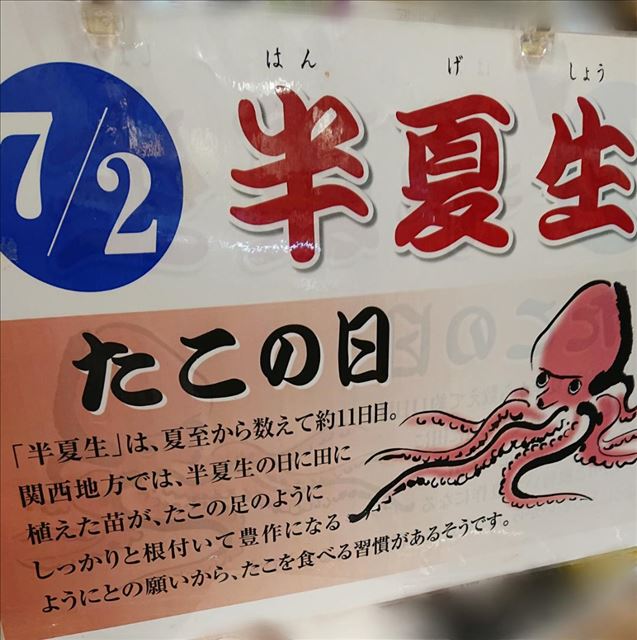 7/2
はん げ しょう
半夏生
たこの日
「半夏生」は、夏至から数えて約11日目。
関西地方では、半夏生の日に田に
植えた苗が、たこの足のように
しっかりと根付いて豊作になる
ようにとの願いから、たこを食べる習慣があるそうです。